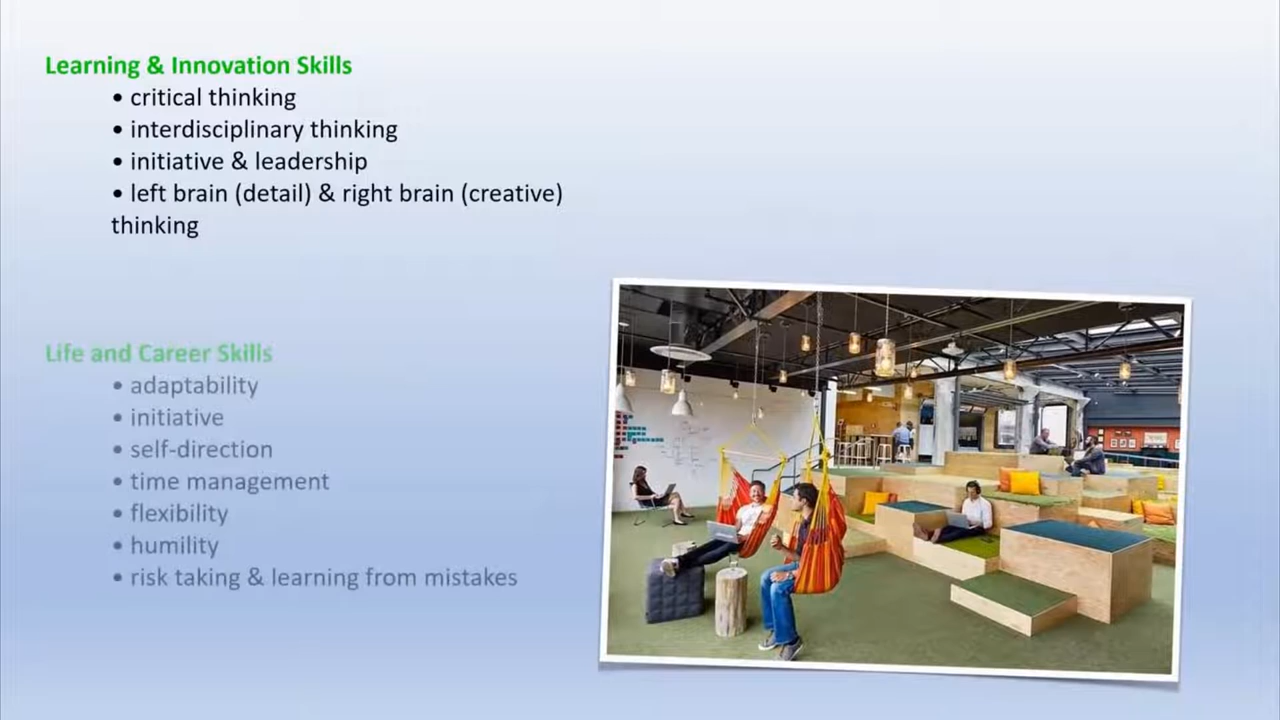 Learning & Innovation Skills
• critical thinking
• interdisciplinary thinking
• initiative & leadership
• left brain (detail) & right brain (creative)
thinking
Life and Career Skills
• adaptability
• initiative
• self-direction
• time management
• flexibility
• humility
• risk taking & learning from mistakes